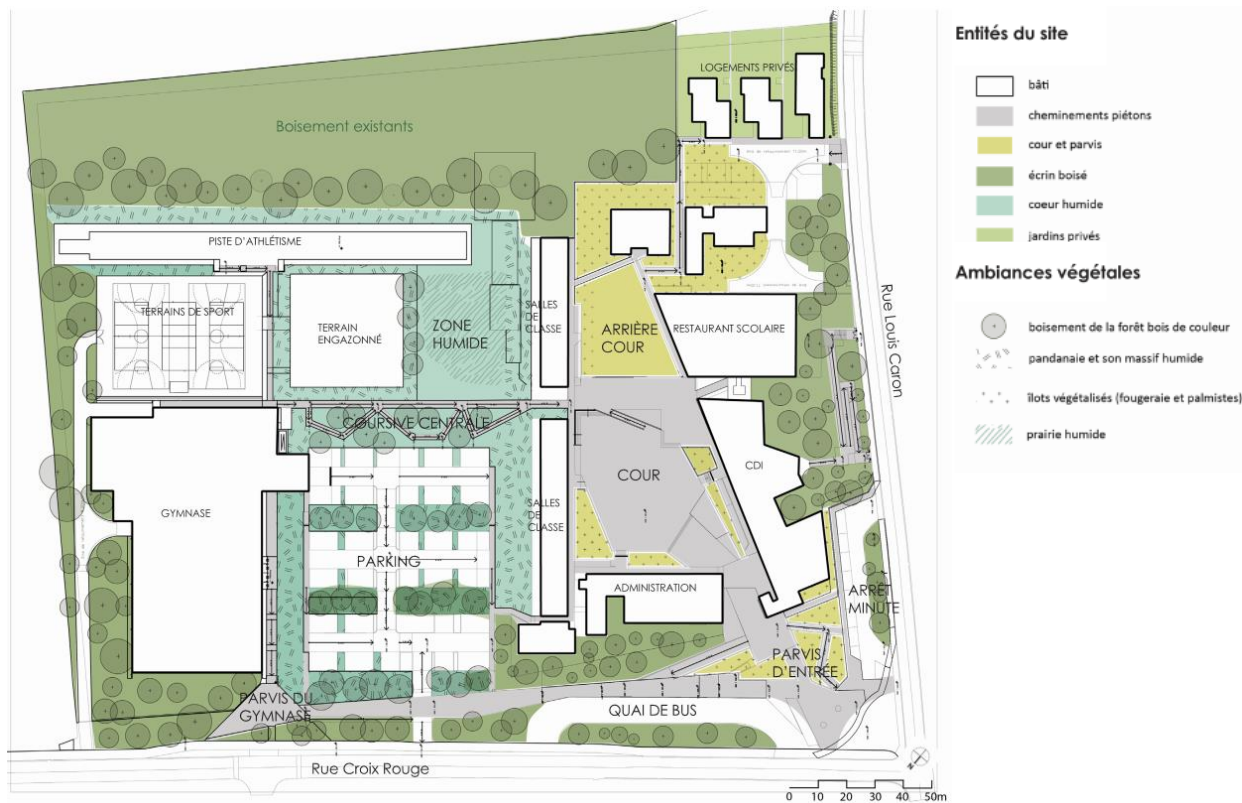 Entités du site
bâti
cheminements piétons
cour et parvis
écrin boisé
coeur humide
jardins privés
Ambiances végétales
boisement de la forêt bois de couleur
pandanaie et son massif humide
îlots végétalisés (fougeraie et palmistes)
prairie humide
LOGEMENTS PRIVÉS
Boisement existants
PISTE D'ATHLÉTISME
TERRAINS DE SPORT
TERRAIN
ENGAZONNÉ
ZONE
HUMIDE
SALLES
DE
CLASSE
ARRIÈRE
COUR
RESTAURANT SCOLAIRE
Rue Louis Caron
COURSIVE CENTRALE
COUR
CDI
GYMNASE
SALLES
DE
CLASSE
PARKING
ADMINISTRATION
ARRÊT
MINUTE
PARVIS
D'ENTRÉE
PARVIS DU
GYMNASE
QUAI DE BUS
Rue Croix Rouge
N
0 10 20 30 40 50m